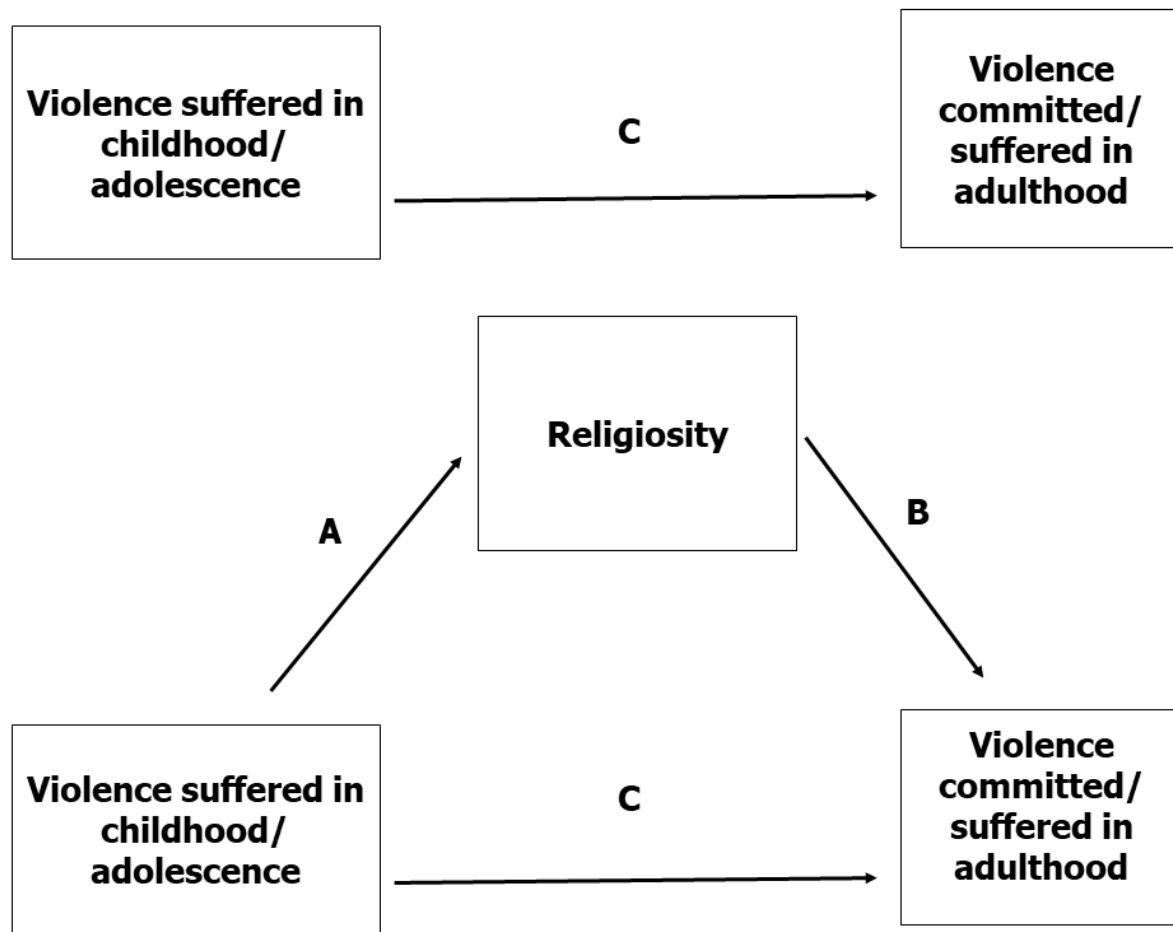 Violence suffered in
childhood/
adolescence
C
Violence
committed/
suffered in
adulthood
Religiosity
A
B
Violence suffered in
childhood/
adolescence
C
Violence
committed/
suffered in
adulthood